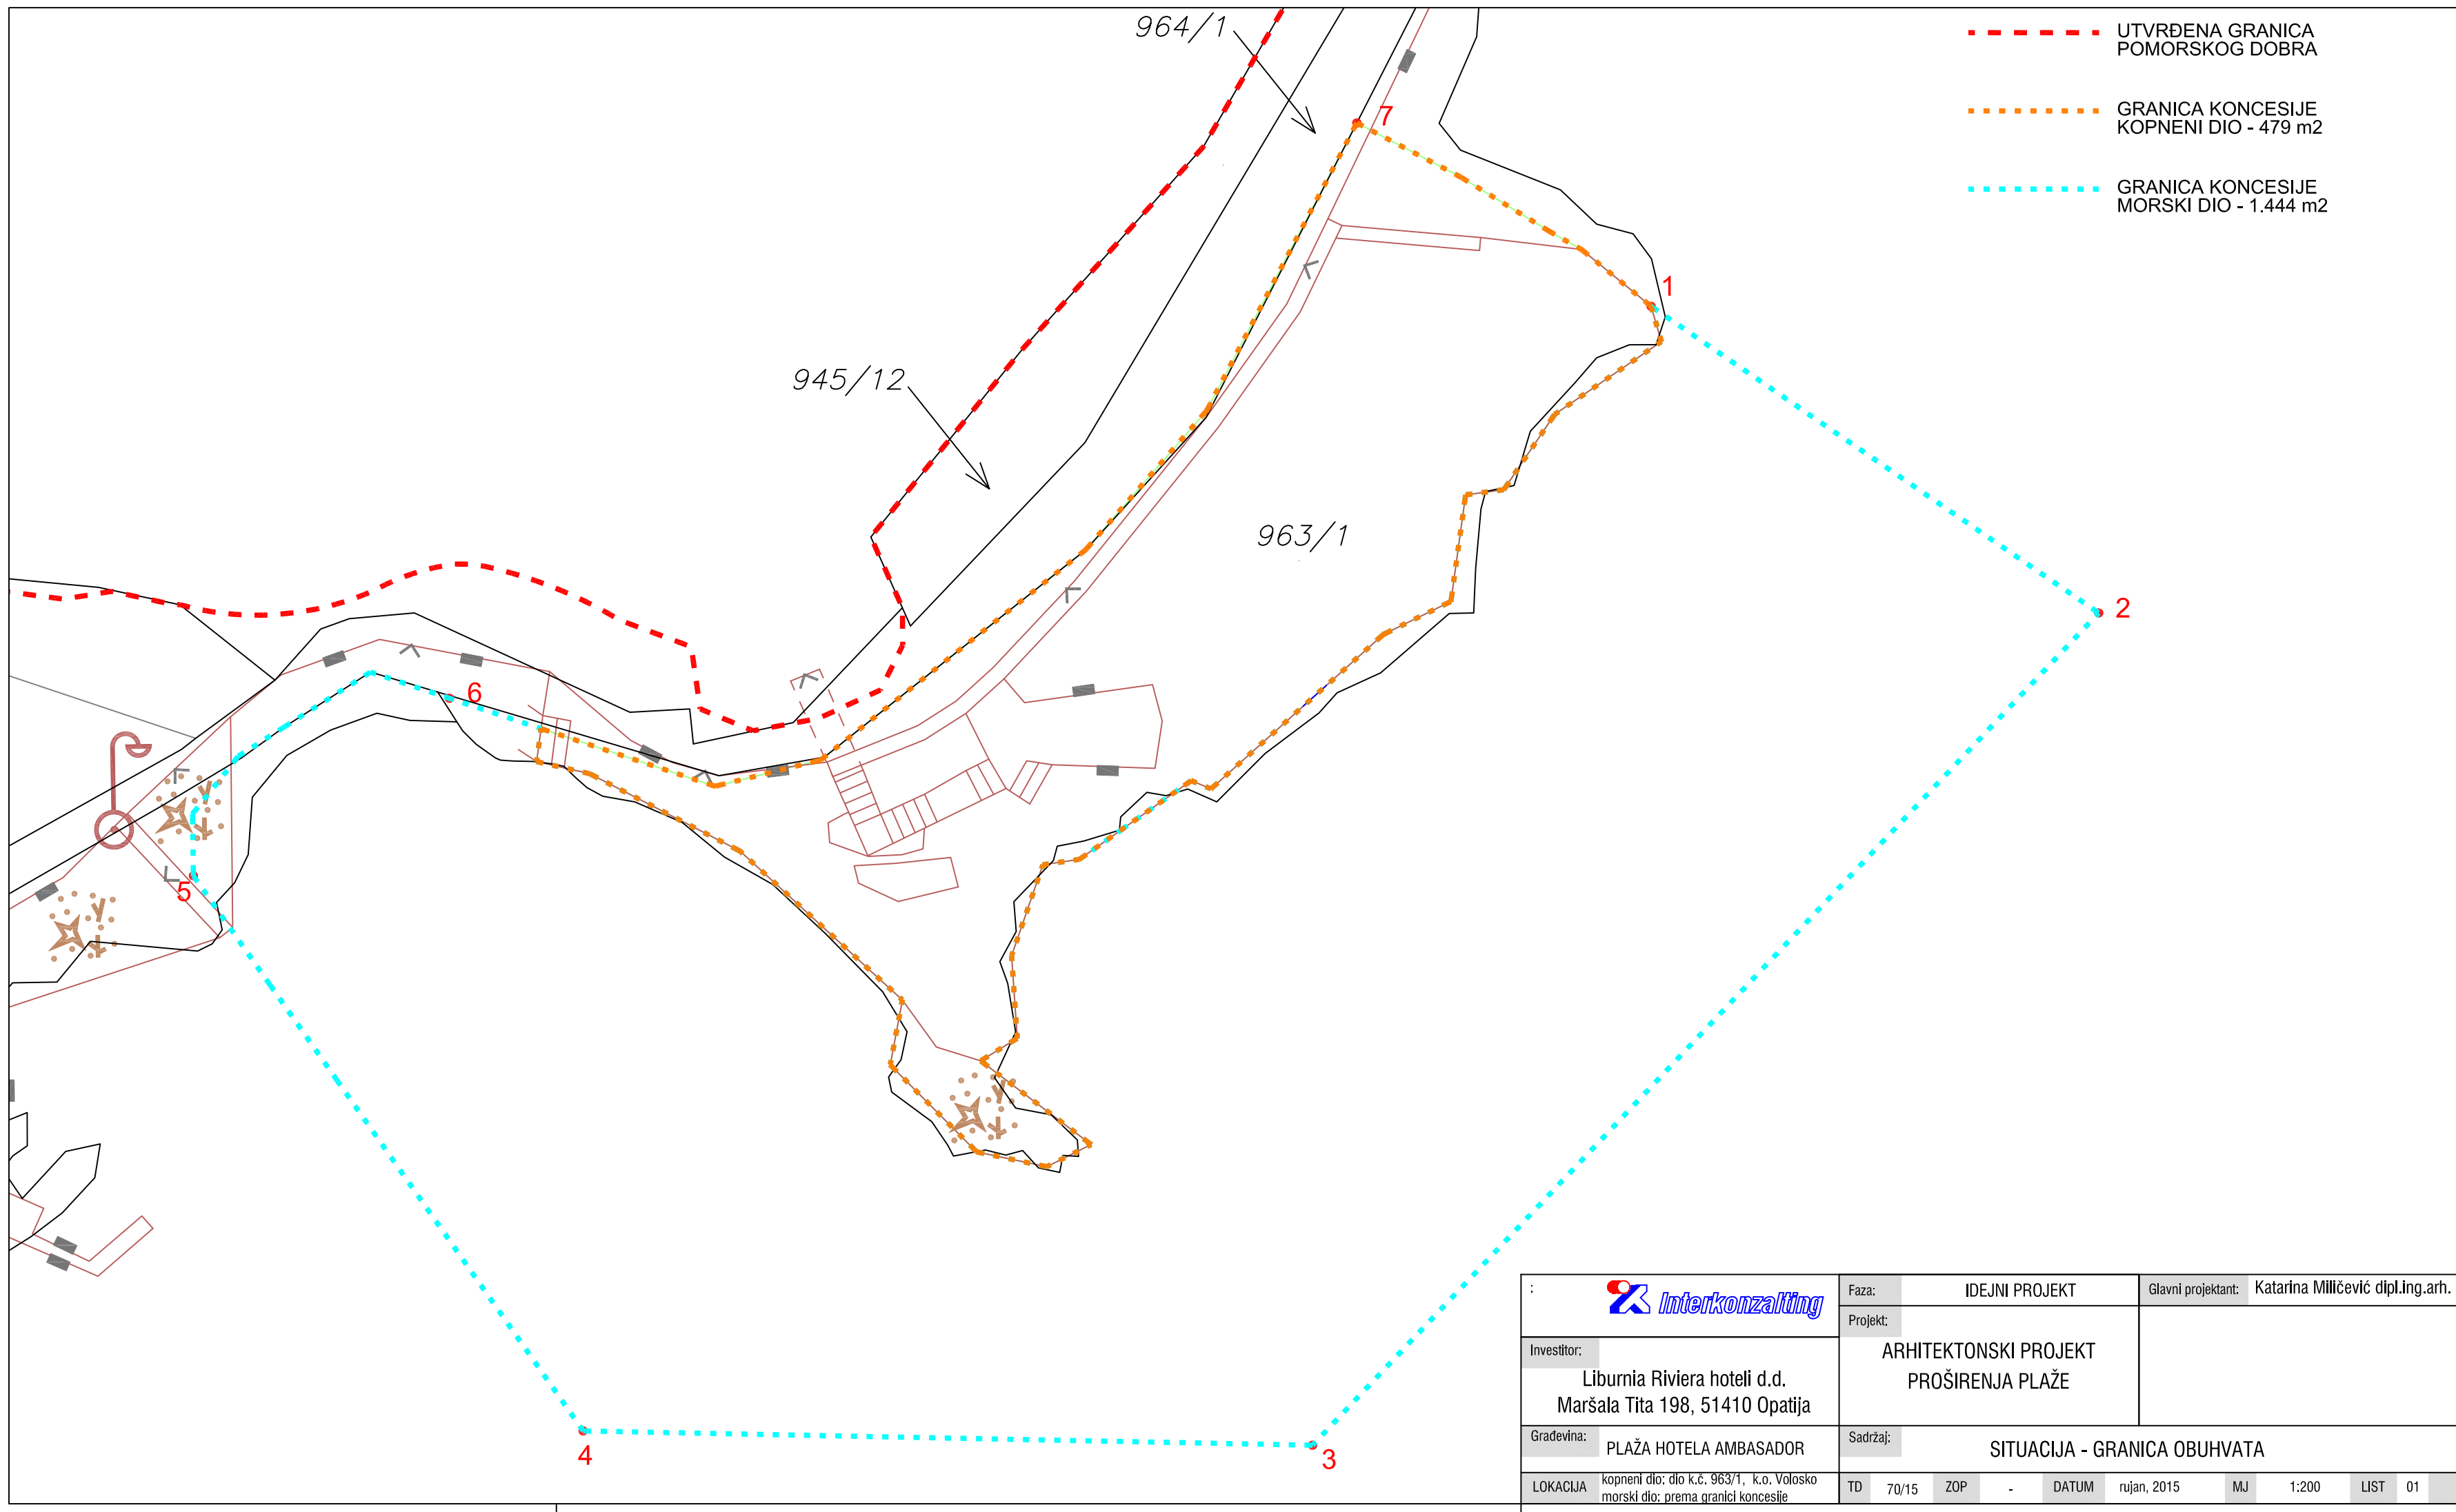 964/1
UTVRĐENA GRANICA
POMORSKOG DOBRA
GRANICA KONCESIJE
KOPNENI DIO - 479 m2
GRANICA KONCESIJE
MORSKI DIO - 1.444 m2
7
1
945/12
963/1
2
6
5
4
3
:
Interkonzalting
Faza:
IDEJNI PROJEKT
Glavni projektant:
Katarina Miličević dipl.ing.arh.
Projekt:
ARHITEKTONSKI PROJEKT
PROŠIRENJA PLAŽE
Investitor:
Liburnia Riviera hoteli d.d.
Maršala Tita 198, 51410 Opatija
Građevina:
PLAŽA HOTELA AMBASADOR
Sadržaj:
SITUACIJA - GRANICA OBUHVATA
LOKACIJA
kopneni dio: dio k.č. 963/1, k.o. Volosko
morski dio: prema granici koncesije
TD 70/15 ZOP - DATUM rujan, 2015 MJ 1:200 LIST 01